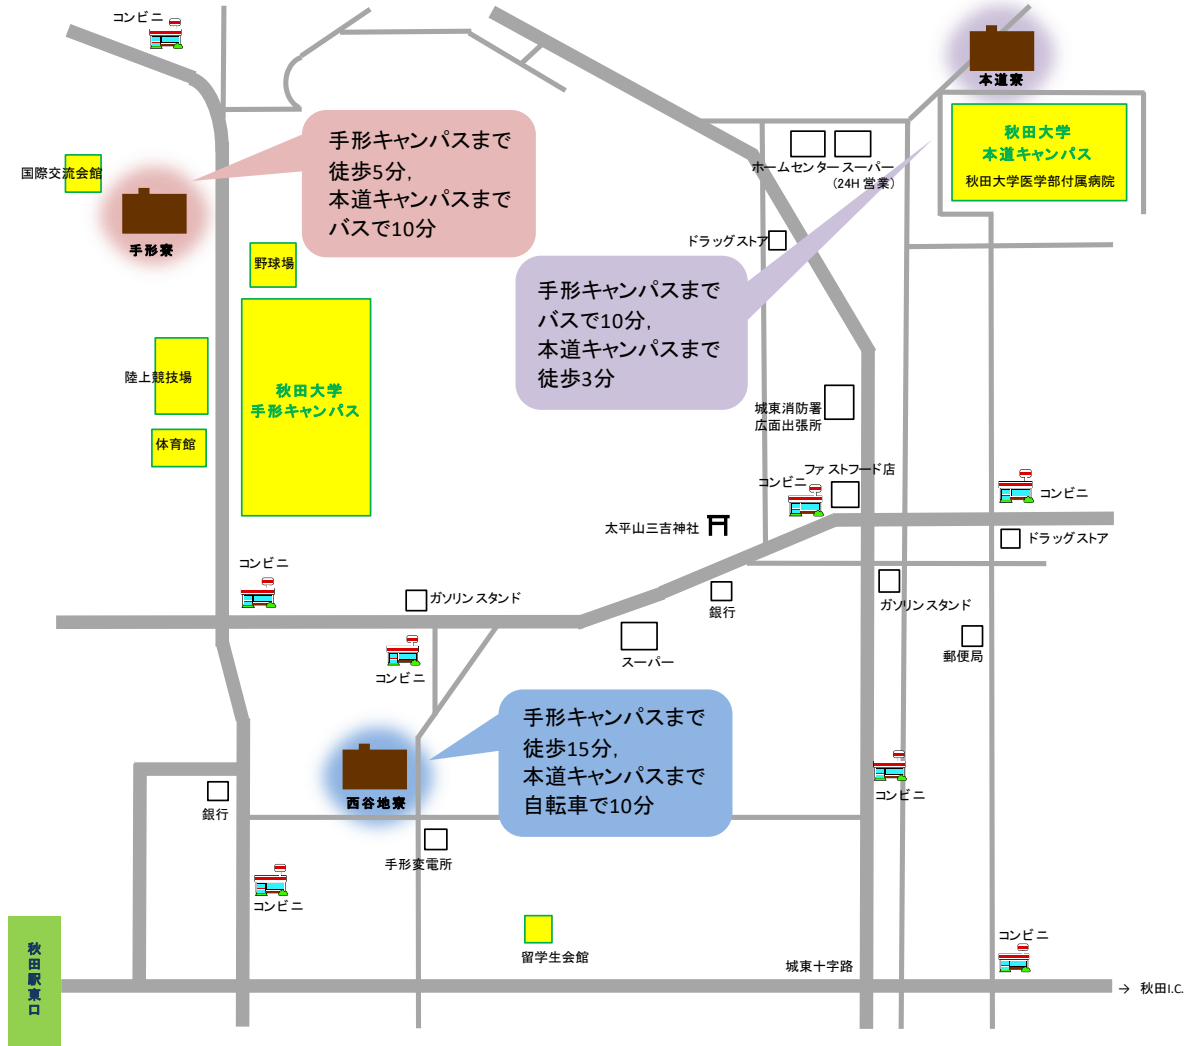 コンビニ
本道寮
秋田大学
本道キャンパス
秋田大学医学部付属病院
手形キャンパスまで
徒歩5分,
本道キャンパスまで
バスで10分
国際交流会館
手形寮
ホームセンター
スーパー
(24H 営業)
ドラッグストア
野球場
手形キャンパスまで
バスで10分,
本道キャンパスまで
徒歩3分
陸上競技場
秋田大学
手形キャンパス
体育館
城東消防署
広面出張所
ファストフード店
コンビニ
コンビニ
太平山三吉神社
ドラッグストア
コンビニ
ガソリンスタンド
銀行
ガソリンスタンド
スーパー
郵便局
コンビニ
手形キャンパスまで
徒歩15分,
本道キャンパスまで
自転車で10分
西谷地寮
銀行
コンビニ
手形変電所
コンビニ
秋田駅東口
留学生会館
城東十字路
コンビニ
→ 秋田I.C.